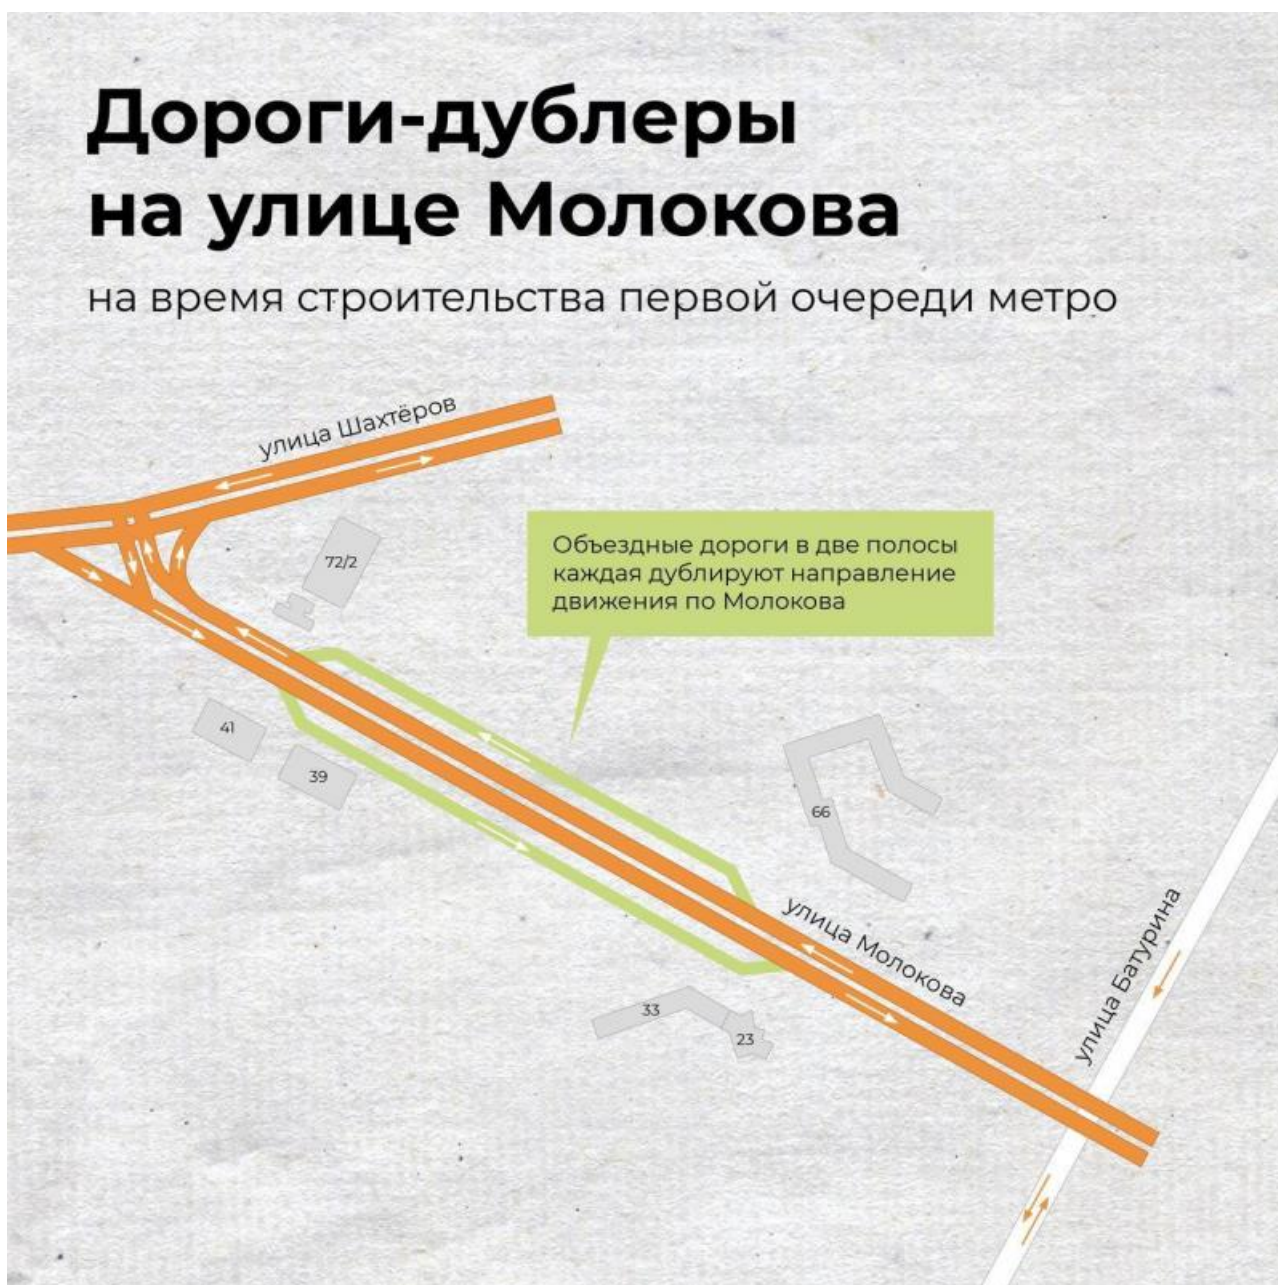 Дороги-дублеры
на улице Молокова
на время строительства первой очереди метро
улица Шахтёров
72/2
Объездные дороги в две полосы
каждая дублируют направление
движения по Молокова
41
39
66
улица Молокова
улица Батурина
33
23